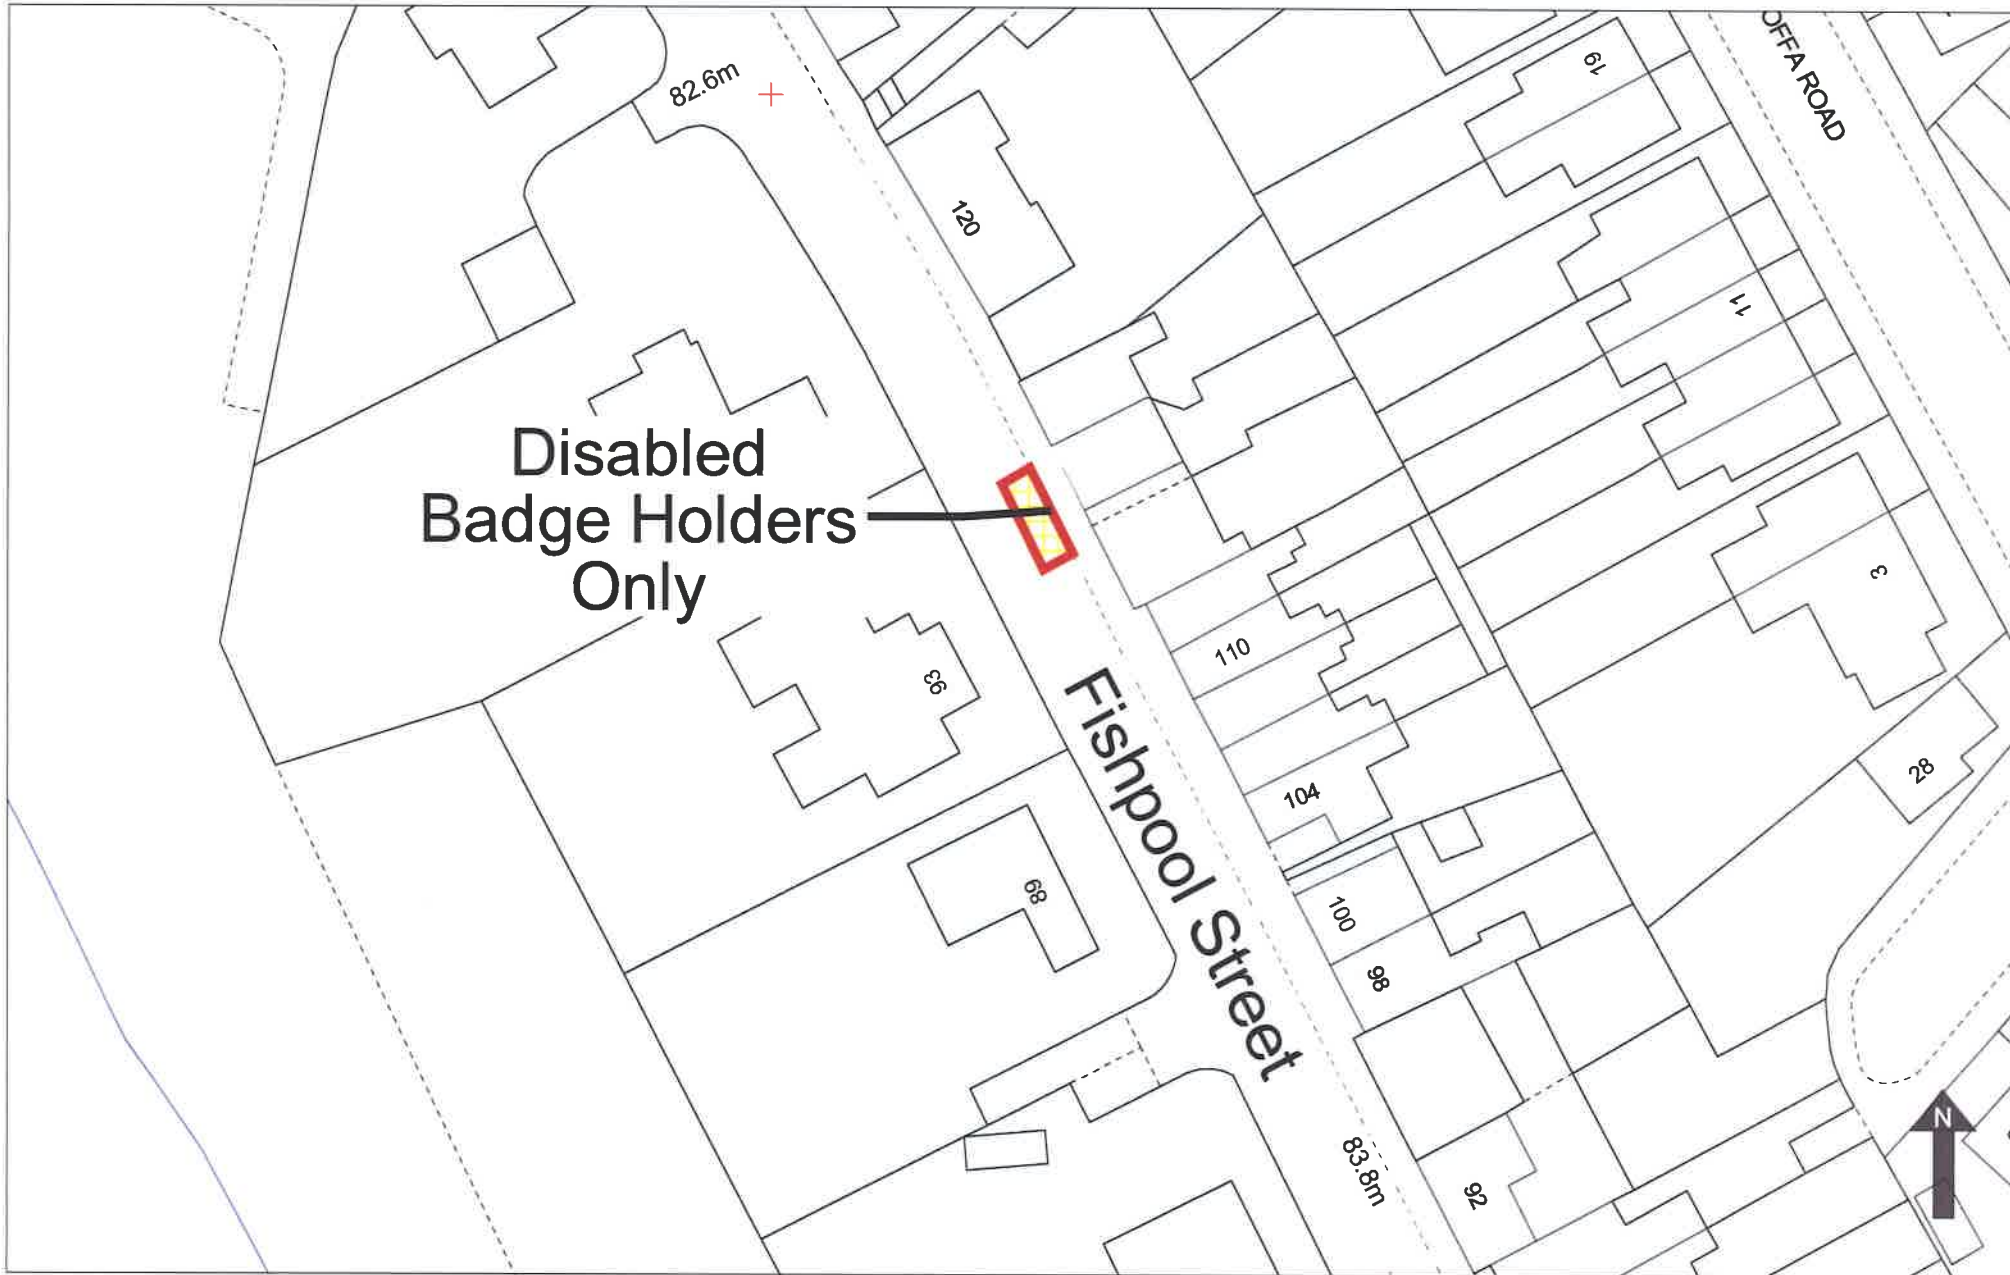 OFFA ROAD
19
82.6m
120
11
Disabled
Badge Holders
Only
3
110
93
Fishpool Street
28
104
89
100
98
N
83.8m
92